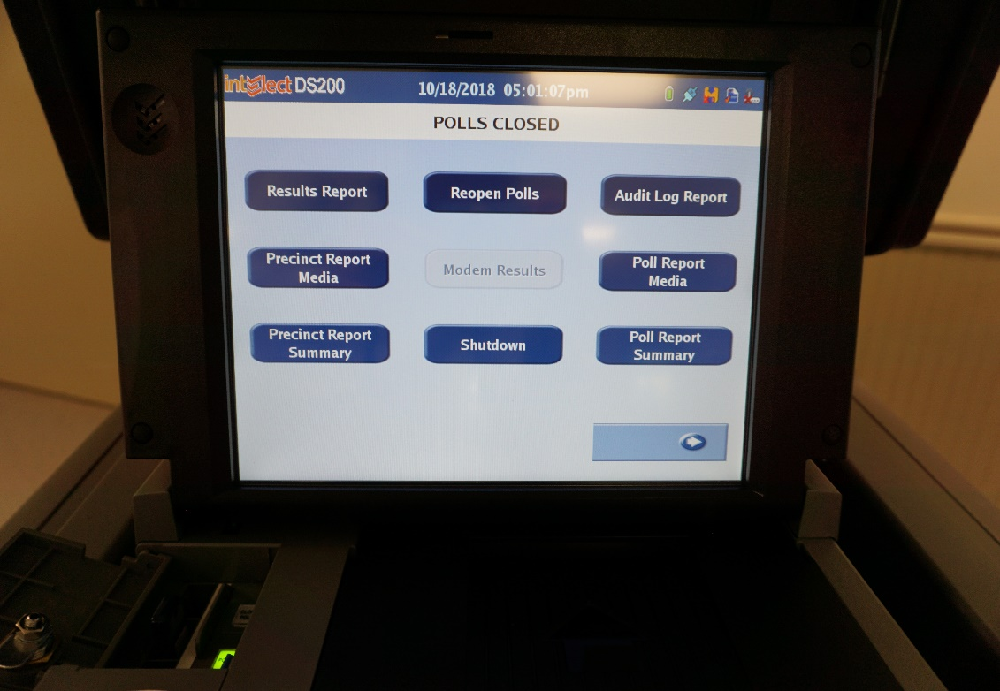 intElect DS200
10/18/2018 05:01:07pm
POLLS CLOSED
Results Report
Reopen Polls
Audit Log Report
Precinct Report
Media
Modem Results
Poll Report
Media
Precinct Report
Summary
Shutdown
Poll Report
Summary